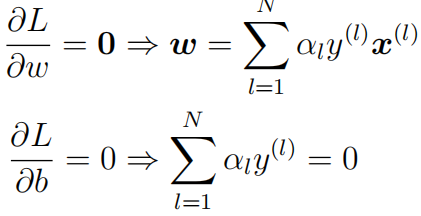 ∂L/∂w = **0** ⇒ **w** = ∑_{l=1}^{N} α_l y^{(l)} **x**^{(l)}
∂L/∂b = 0 ⇒ ∑_{l=1}^{N} α_l y^{(l)} = 0